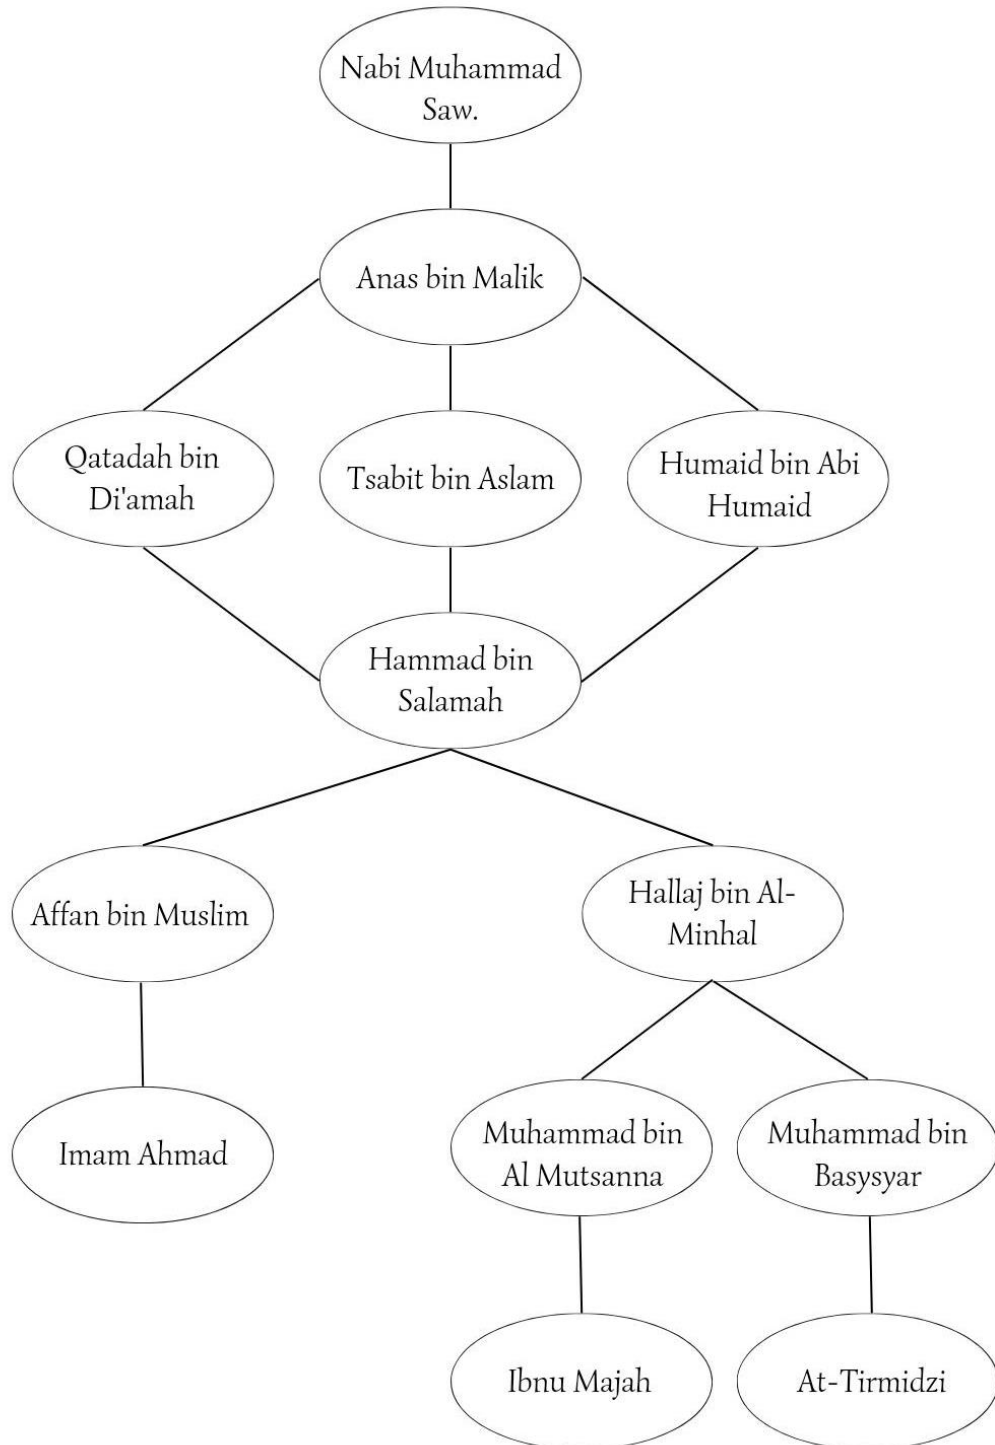 Nabi Muhammad
Saw.
Anas bin Malik
Qatadah bin
Di'amah
Tsabit bin Aslam
Humaid bin Abi
Humaid
Hammad bin
Salamah
Affan bin Muslim
Hallaj bin Al-
Minhal
Imam Ahmad
Muhammad bin
Al Mutsanna
Muhammad bin
Basysyar
Ibnu Majah
At-Tirmidzi